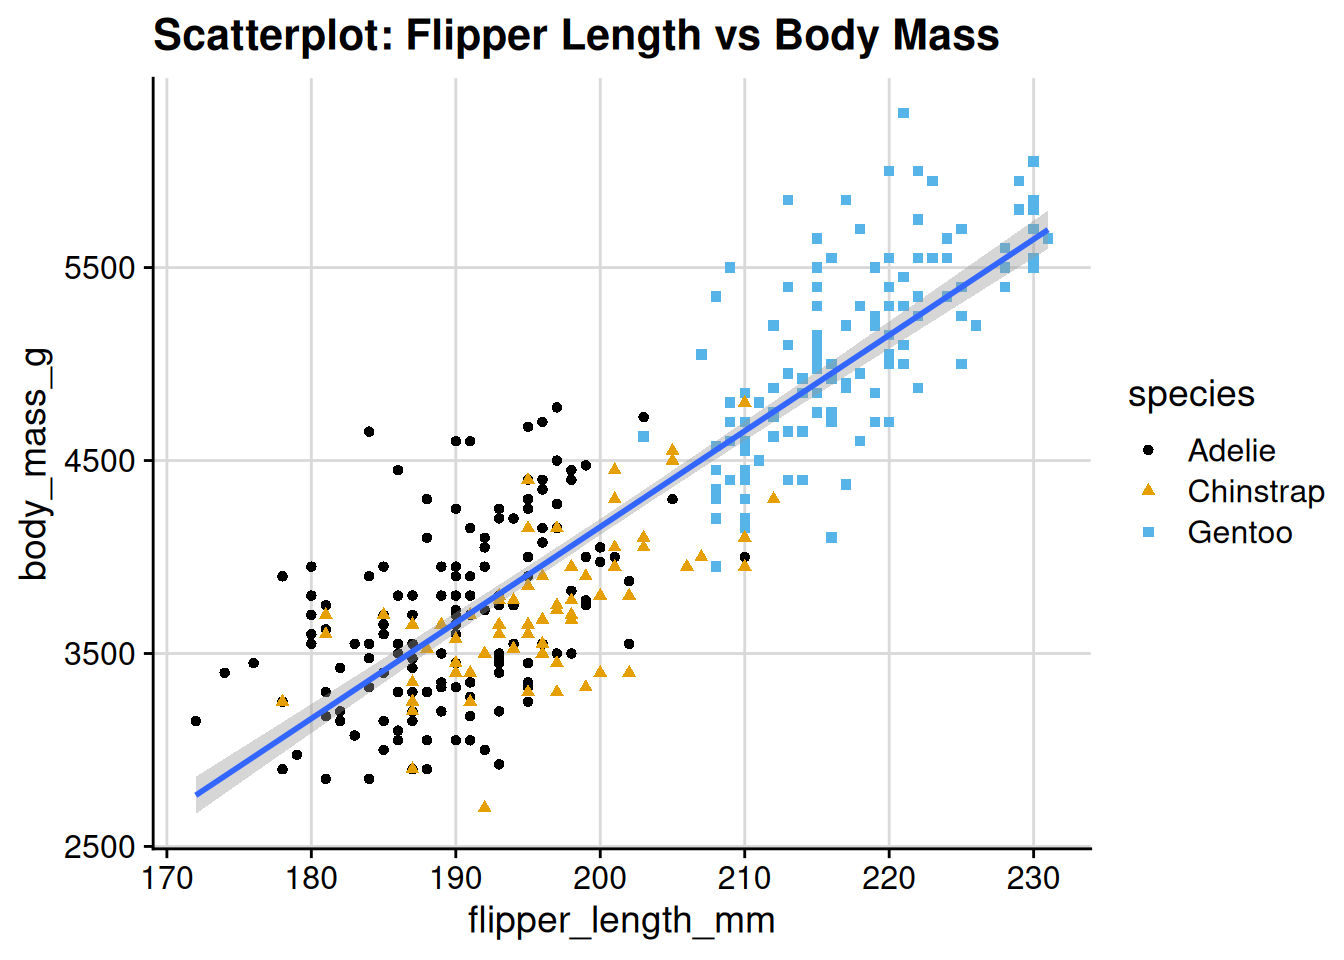 Scatterplot: Flipper Length vs Body Mass
body_mass_g
5500
4500
3500
2500
170 180 190 200 210 220 230
flipper_length_mm
species
Adelie
Chinstrap
Gentoo